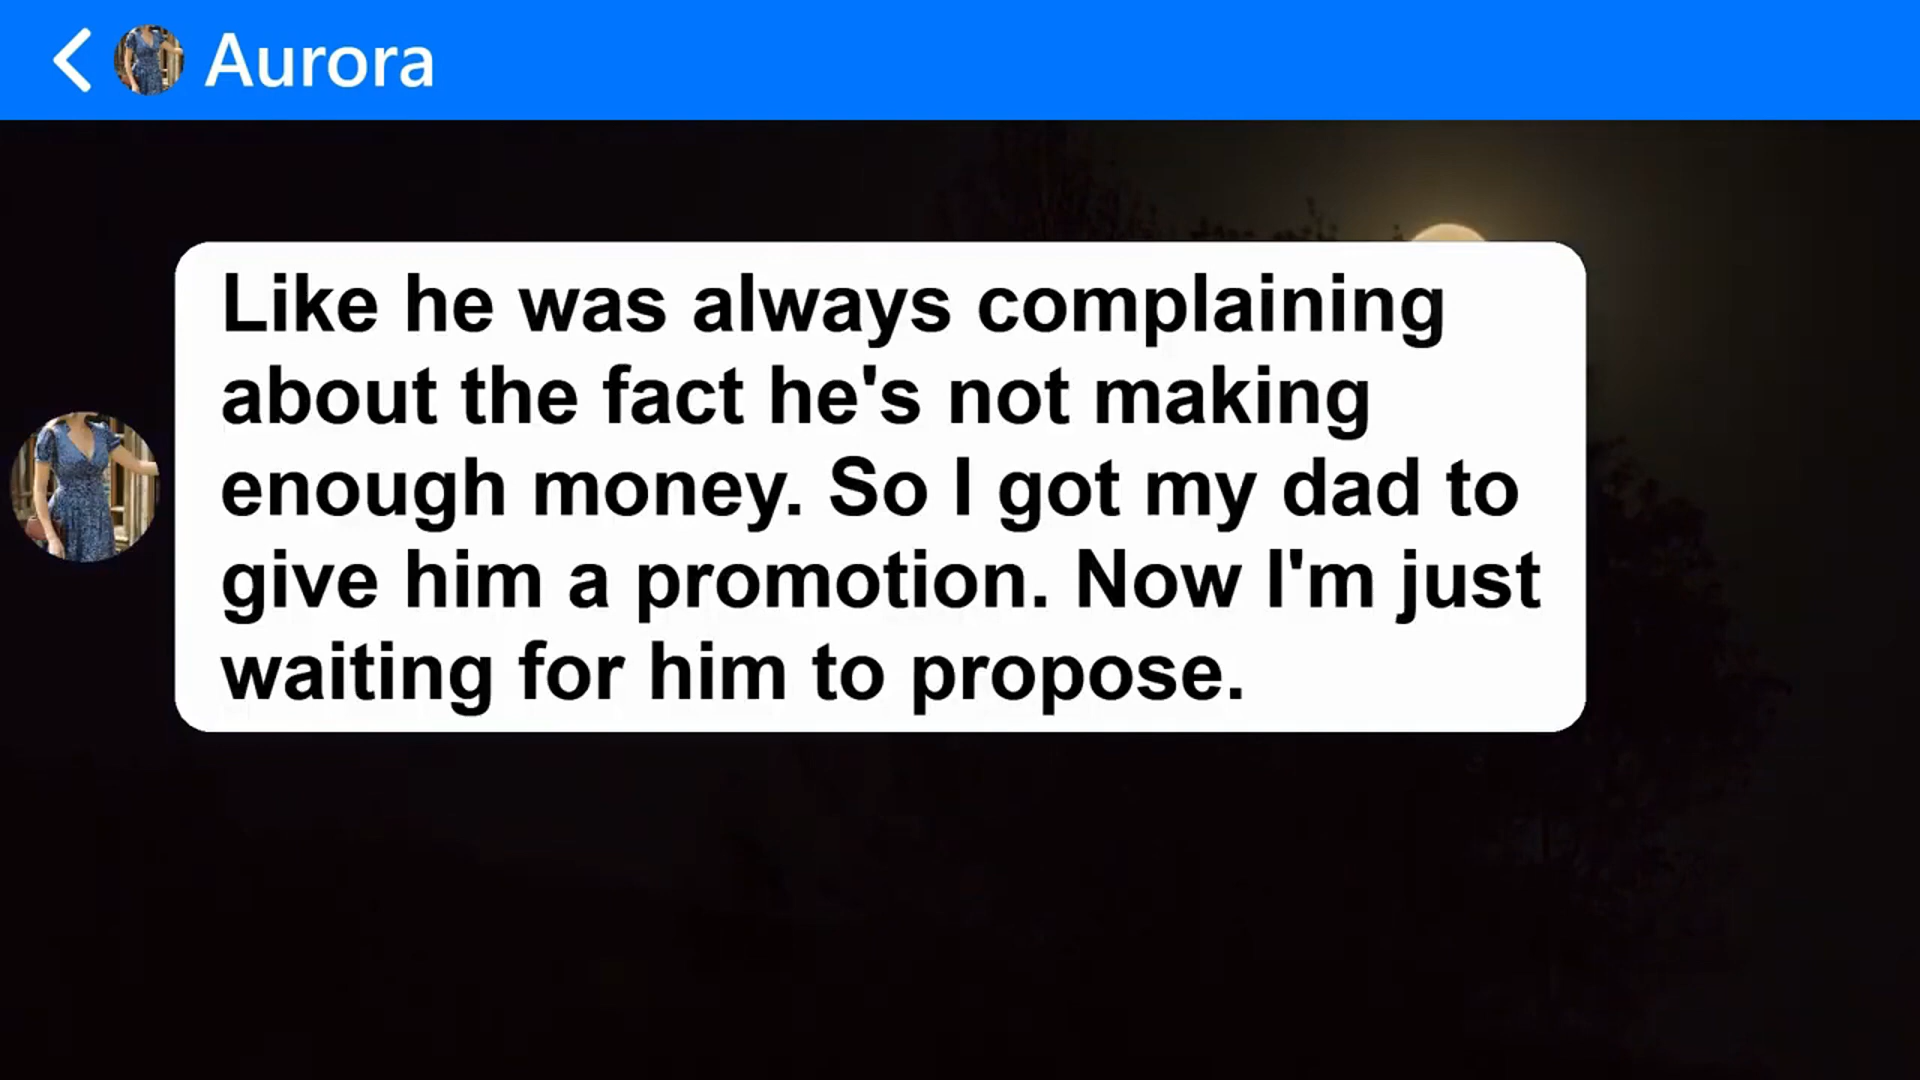 Aurora
Like he was always complaining
about the fact he's not making
enough money. So I got my dad to
give him a promotion. Now I'm just
waiting for him to propose.